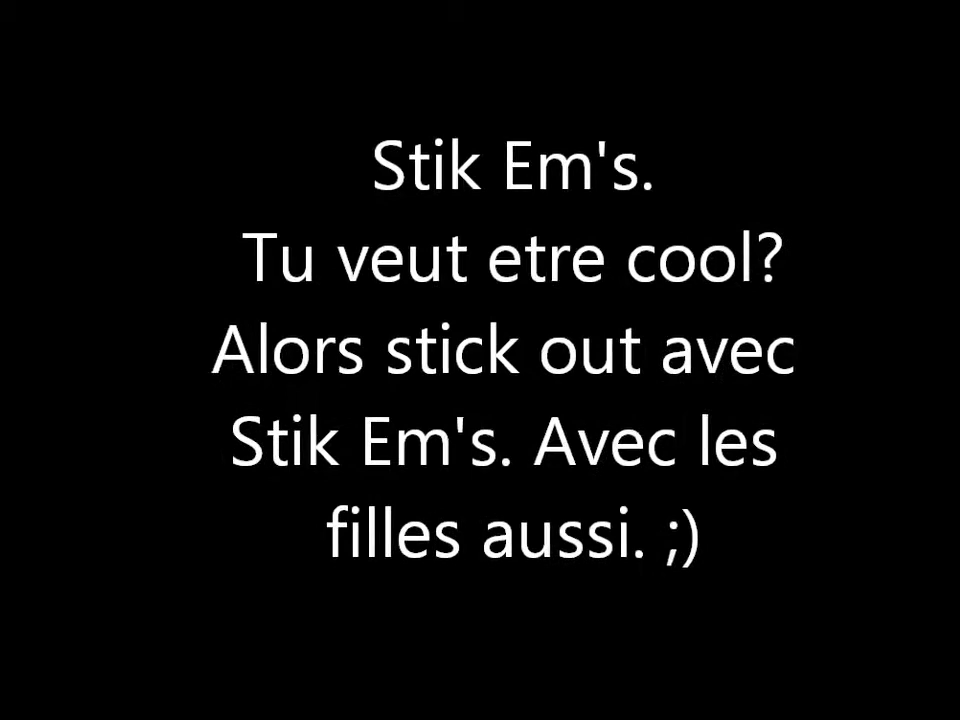 Stik Em's.
Tu veut etre cool?
Alors stick out avec
Stik Em's. Avec les
filles aussi. ;)